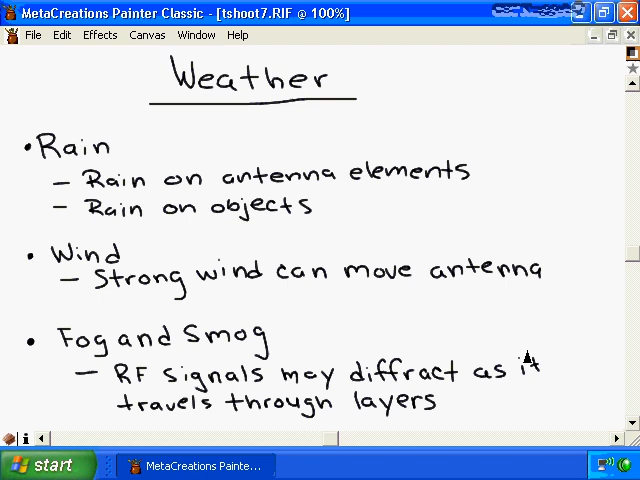 MetaCreations Painter Classic - [tshoot7.RIF @ 100%]
File Edit Effects Canvas Window Help
Weather
• Rain
– Rain on antenna elements
– Rain on objects
• Wind
– Strong wind can move antenna
• Fog and Smog
– RF signals may diffract as it
travels through layers
start MetaCreations Painte...